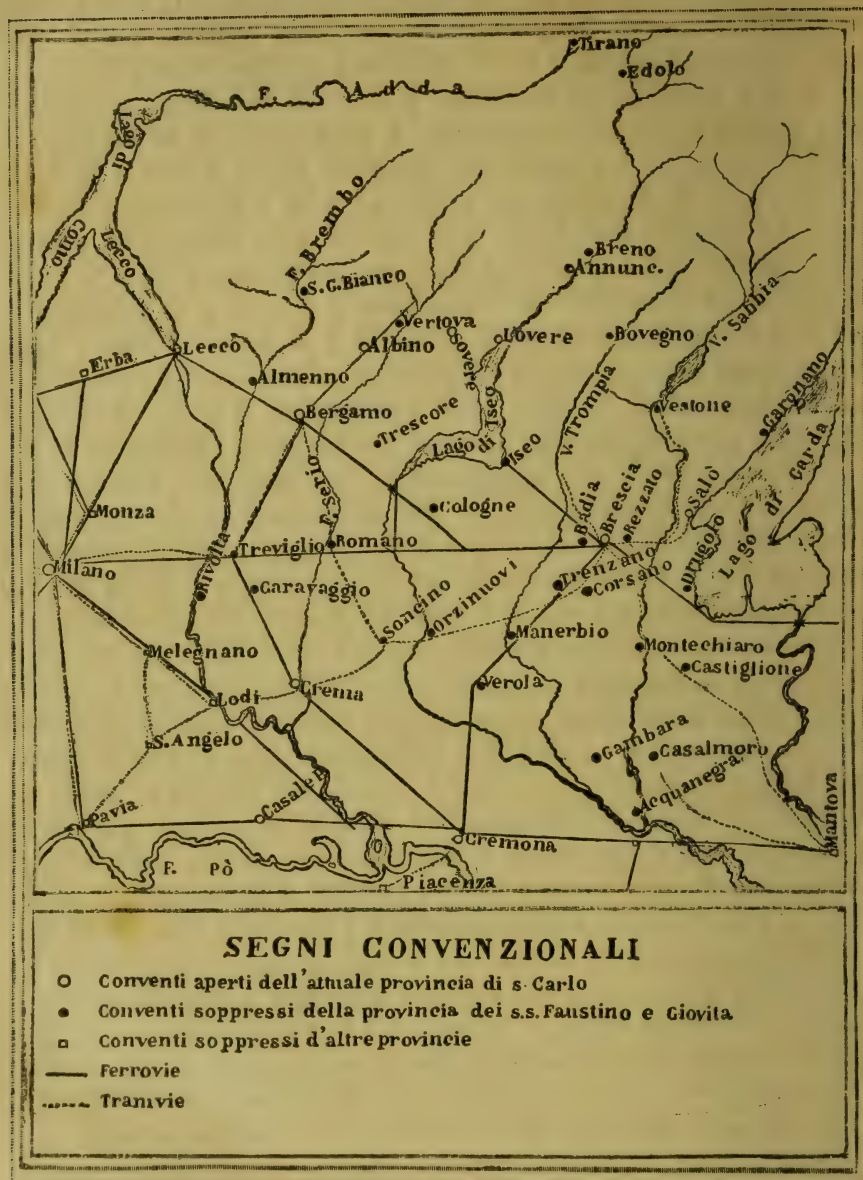 Tirano
Edolo
F. Adda
Lago di
Como
Lecco
F. Brembo
S.G. Bianco
Breno
Annunc.
V. Sabbia
Vertova
Sovere
Lovere
Bovegno
Lecco
Albino
Erba
Almenno
Gargnano
Bergamo
Trescore
Lago di Iseo
Iseo
V. Trompia
Vestone
Lago di Garda
Salò
Monza
F. Serio
Cologne
Badia
Brescia
Rezzato
Milano
Rivolta
Treviglio
Romano
Drugolo
Trenzano
Corsano
Caravaggio
Soncino
Orzinuovi
Manerbio
Montechiaro
Castiglione
Melegnano
Lodi
Crema
Verola
S. Angelo
Gambara
Casalmoro
Acquanegra
Pavia
Casale
Cremona
Mantova
F. Pò
Piacenza
SEGNI CONVENZIONALI
Conventi aperti dell'attuale provincia di s. Carlo
Conventi soppressi della provincia dei s.s. Faustino e Giovita
Conventi soppressi d'altre provincie
Ferrovie
Tramvie